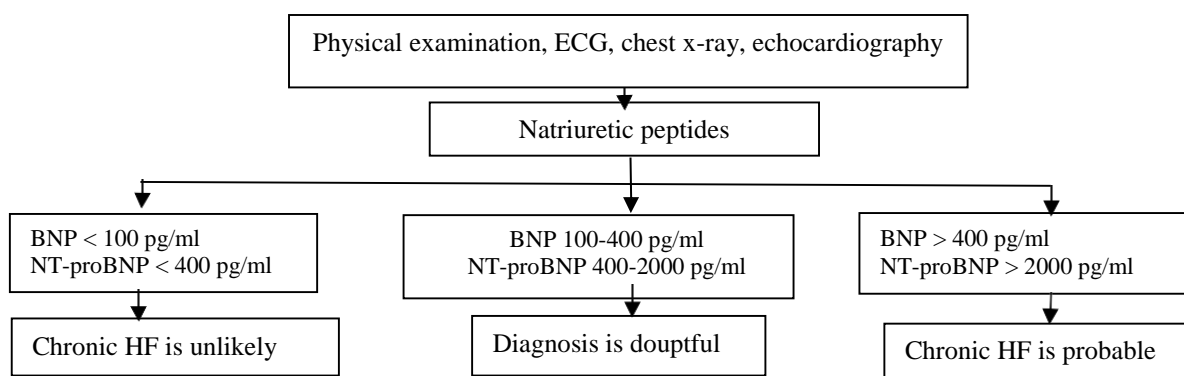 Physical examination, ECG, chest x-ray, echocardiography
Natriuretic peptides
BNP < 100 pg/ml
NT-proBNP < 400 pg/ml
BNP 100-400 pg/ml
NT-proBNP 400-2000 pg/ml
BNP > 400 pg/ml
NT-proBNP > 2000 pg/ml
Chronic HF is unlikely
Diagnosis is douptful
Chronic HF is probable